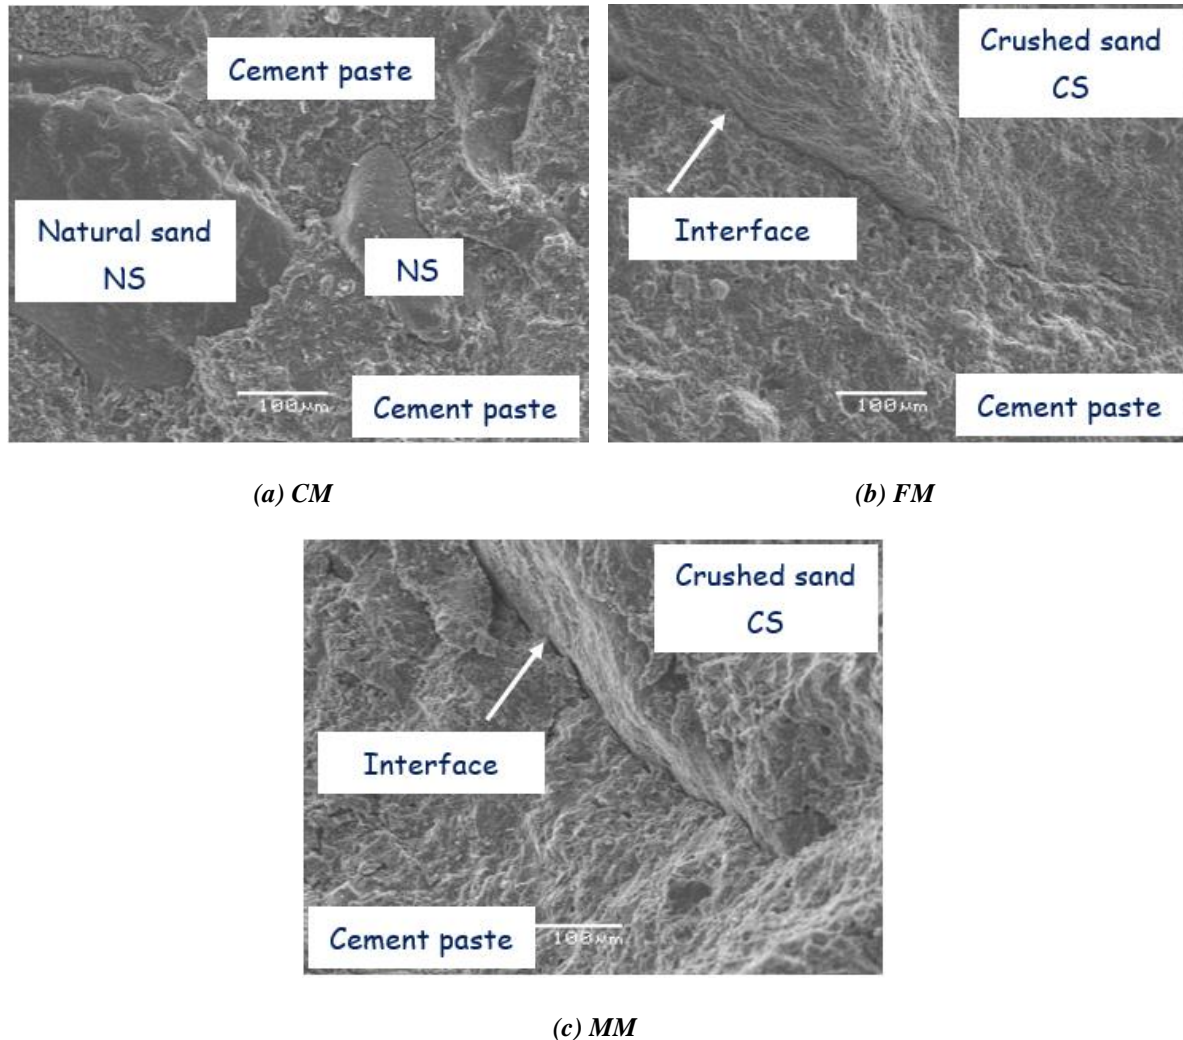 Cement paste
Natural sand
NS
NS
100μm
Cement paste
(a) CM
Crushed sand
CS
Interface
100μm
Cement paste
(b) FM
Crushed sand
CS
Interface
100μm
Cement paste
(c) MM